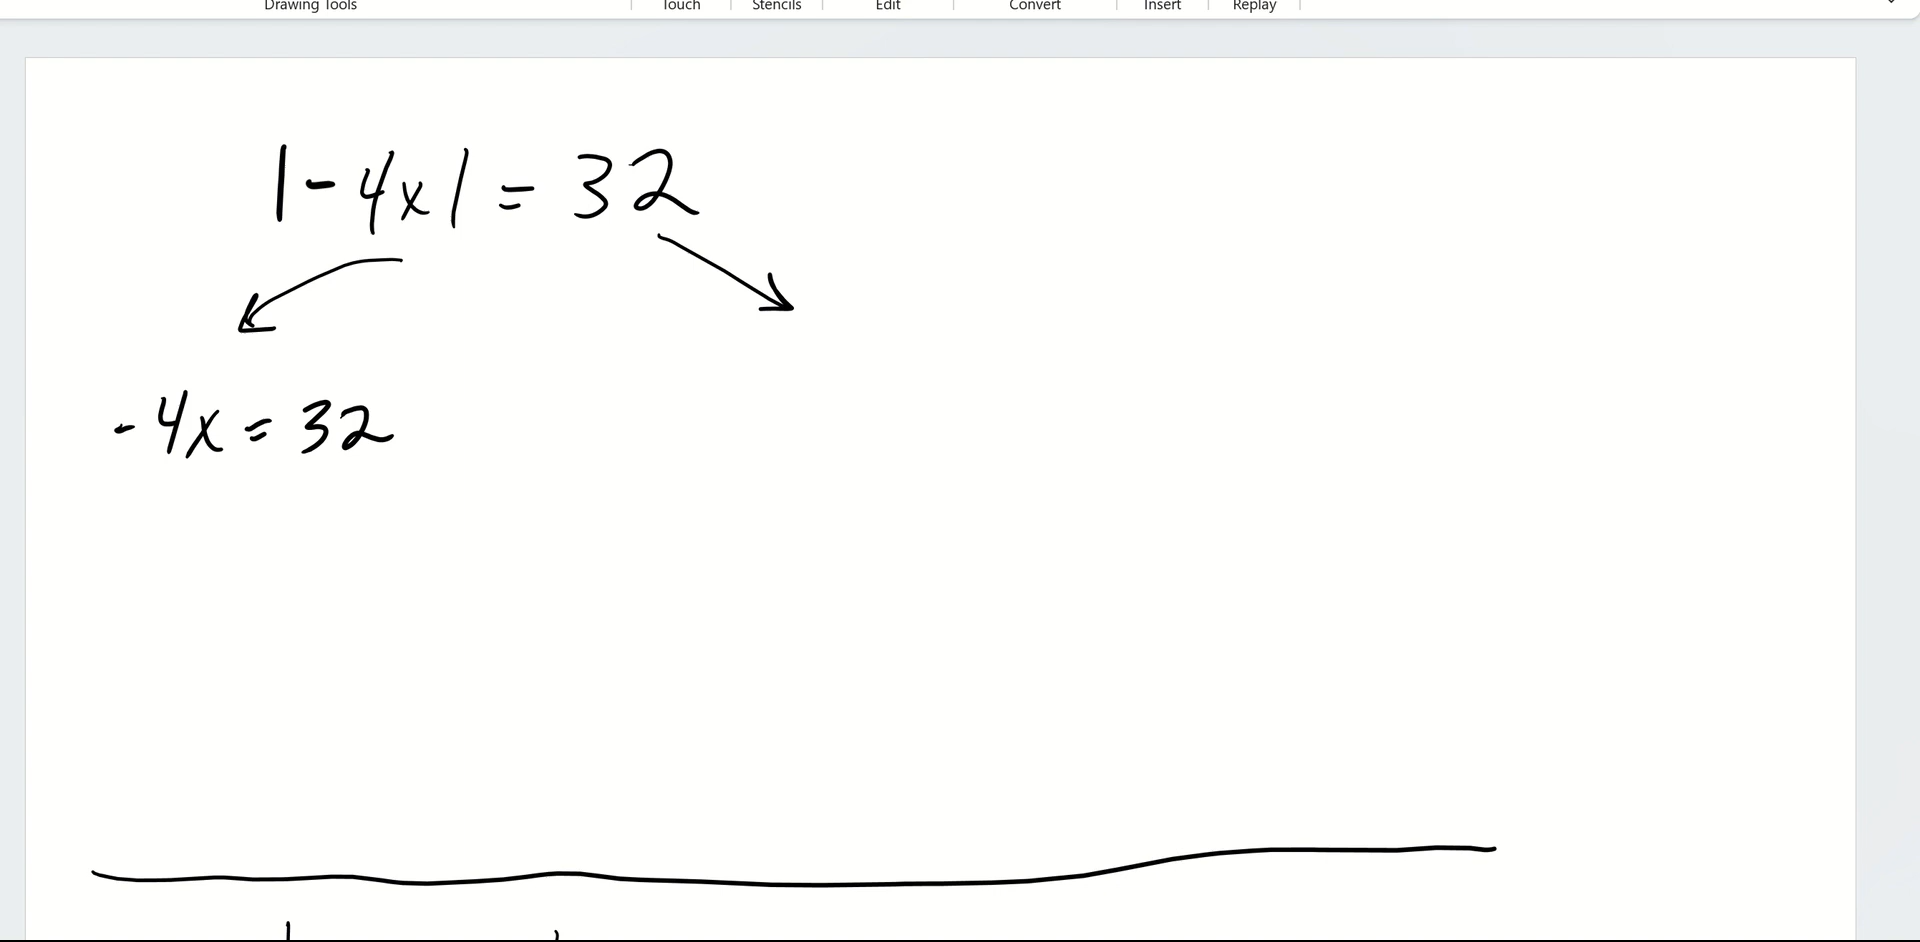 Drawing Tools Touch Stencils Edit Convert Insert Replay
|-4x| = 32
-4x = 32